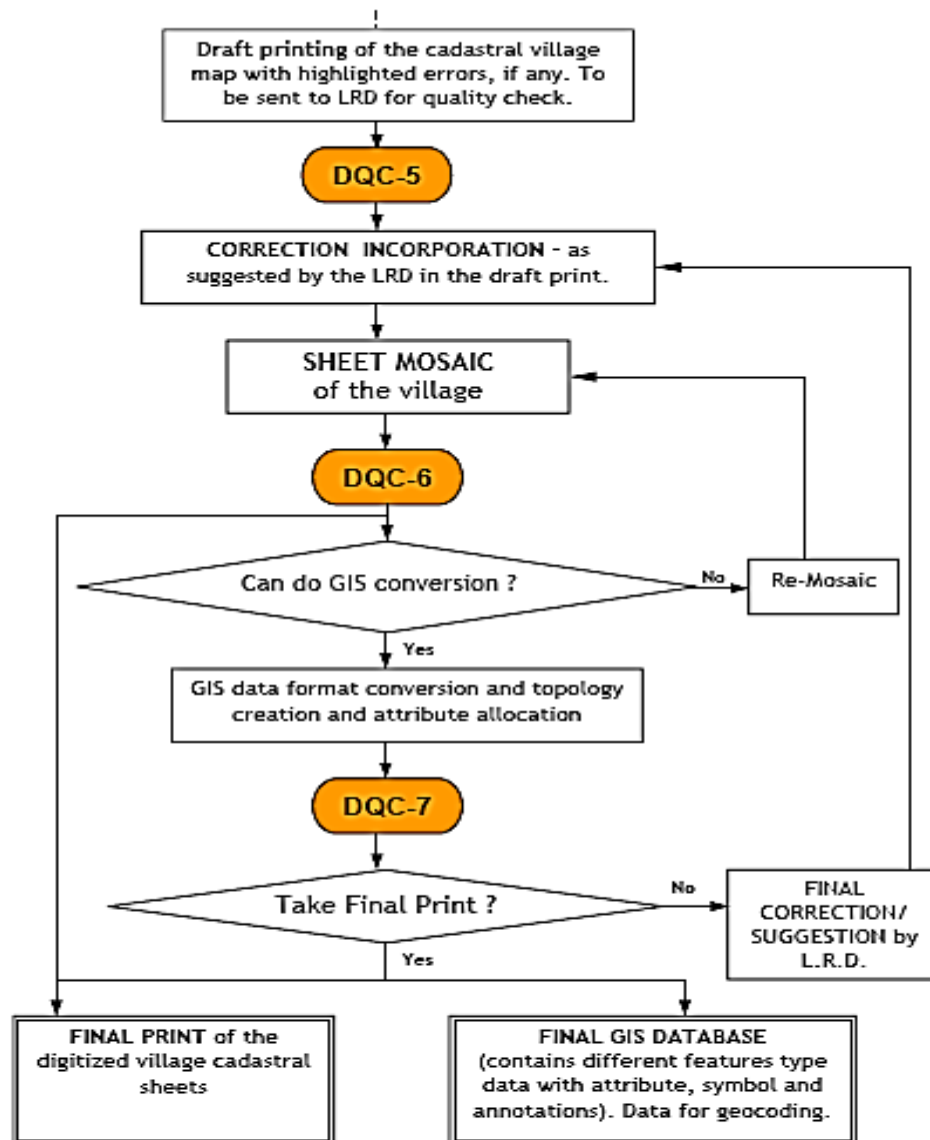 Draft printing of the cadastral village
map with highlighted errors, if any. To
be sent to LRD for quality check.
DQC-5
CORRECTION INCORPORATION - as
suggested by the LRD in the draft print.
SHEET MOSAIC
of the village
DQC-6
Can do GIS conversion ?
No
Re-Mosaic
Yes
GIS data format conversion and topology
creation and attribute allocation
DQC-7
Take Final Print ?
No
FINAL
CORRECTION/
SUGGESTION by
L.R.D.
Yes
FINAL PRINT of the
digitized village cadastral
sheets
FINAL GIS DATABASE
(contains different features type
data with attribute, symbol and
annotations). Data for geocoding.